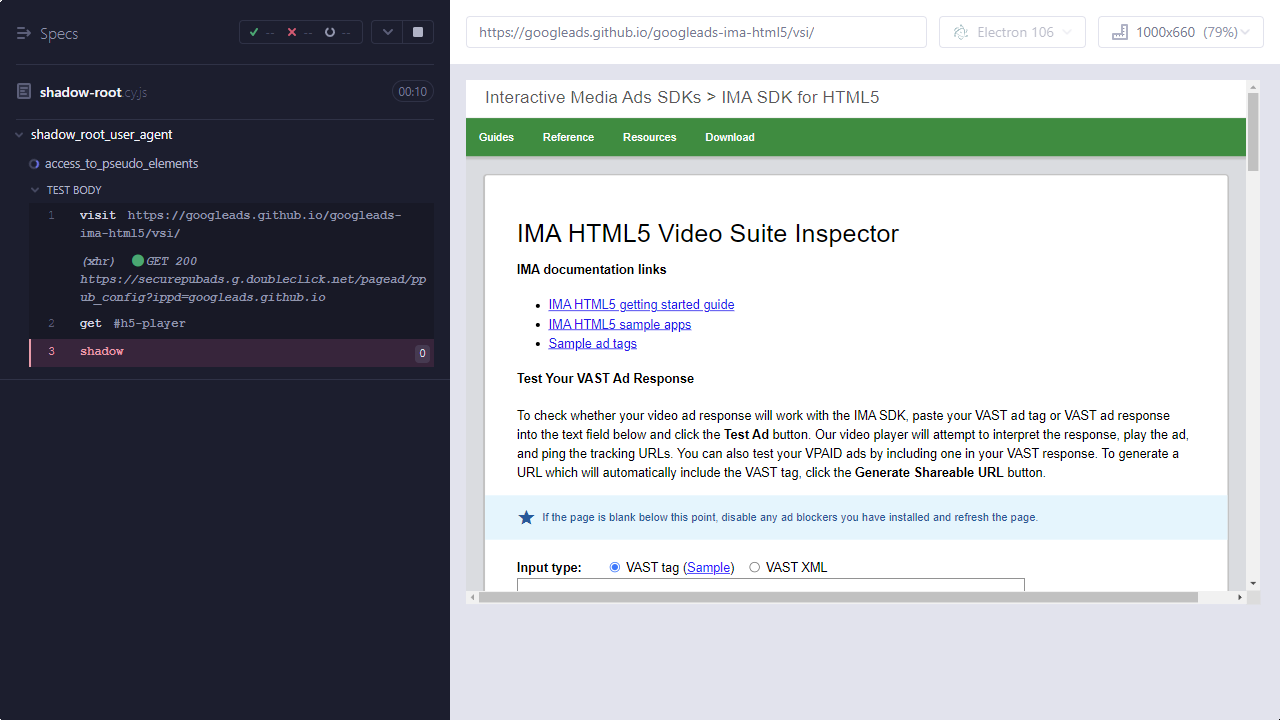 Specs
-- -- --
shadow-root.cy.js
00:10
shadow_root_user_agent
access_to_pseudo_elements
TEST BODY
1 visit https://googleads.github.io/googleads-
ima-html5/vsi/
(xhr) GET 200
https://securepubads.g.doubleclick.net/pagead/pp
ub_config?ippd=googleads.github.io
2 get #h5-player
3 shadow 0
https://googleads.github.io/googleads-ima-html5/vsi/
Electron 106
1000x660 (79%)
Interactive Media Ads SDKs > IMA SDK for HTML5
Guides Reference Resources Download
IMA HTML5 Video Suite Inspector
IMA documentation links
• IMA HTML5 getting started guide
• IMA HTML5 sample apps
• Sample ad tags
Test Your VAST Ad Response
To check whether your video ad response will work with the IMA SDK, paste your VAST ad tag or VAST ad response
into the text field below and click the Test Ad button. Our video player will attempt to interpret the response, play the ad,
and ping the tracking URLs. You can also test your VPAID ads by including one in your VAST response. To generate a
URL which will automatically include the VAST tag, click the Generate Shareable URL button.
If the page is blank below this point, disable any ad blockers you have installed and refresh the page.
Input type: VAST tag (Sample) VAST XML